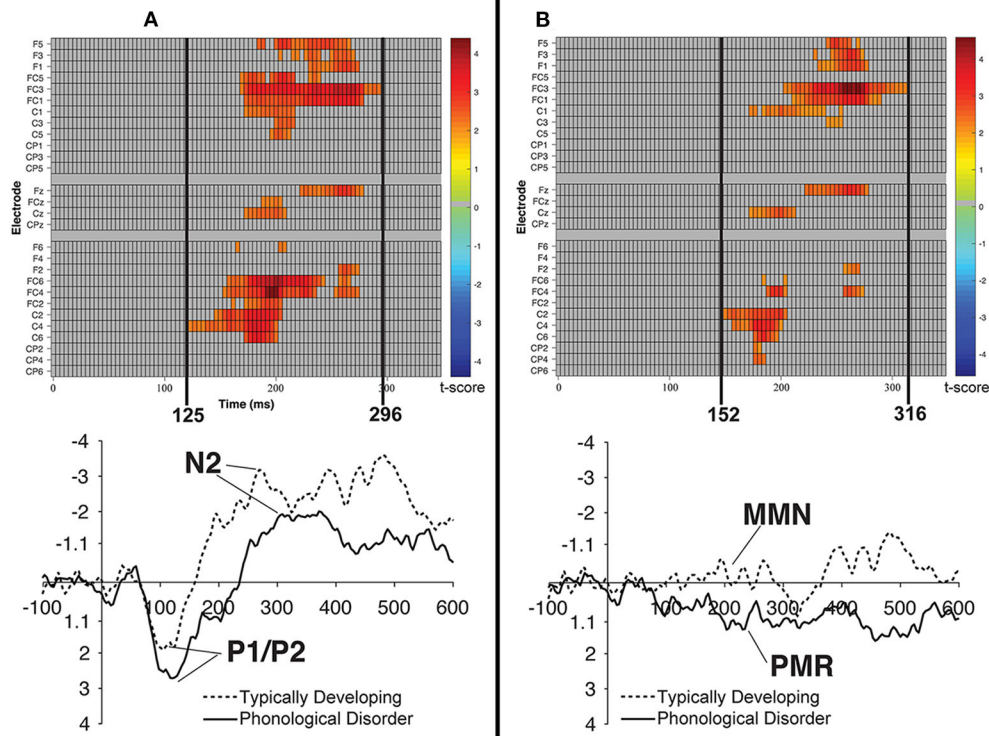 A
F5
F3
F1
FC5
FC3
FC1
C1
C3
C5
CP1
CP3
CP5
Fz
FCz
Cz
CPz
F6
F4
F2
FC6
FC4
FC2
C2
C4
C6
CP2
CP4
CP6
Electrode
0 100 200 300
Time (ms)
125 296
4
3
2
1
0
-1
-2
-3
-4
t-score
-4
-3
-2
-1.1
1.1
2
3
4
-100 100 200 300 400 500 600
N2
P1/P2
Typically Developing
Phonological Disorder
B
F5
F3
F1
FC5
FC3
FC1
C1
C3
C5
CP1
CP3
CP5
Fz
FCz
Cz
CPz
F6
F4
F2
FC6
FC4
FC2
C2
C4
C6
CP2
CP4
CP6
Electrode
0 100 200 300
152 316
4
3
2
1
0
-1
-2
-3
-4
t-score
-4
-3
-2
-1.1
1.1
2
3
4
-100 100 200 300 400 500 600
MMN
PMR
Typically Developing
Phonological Disorder